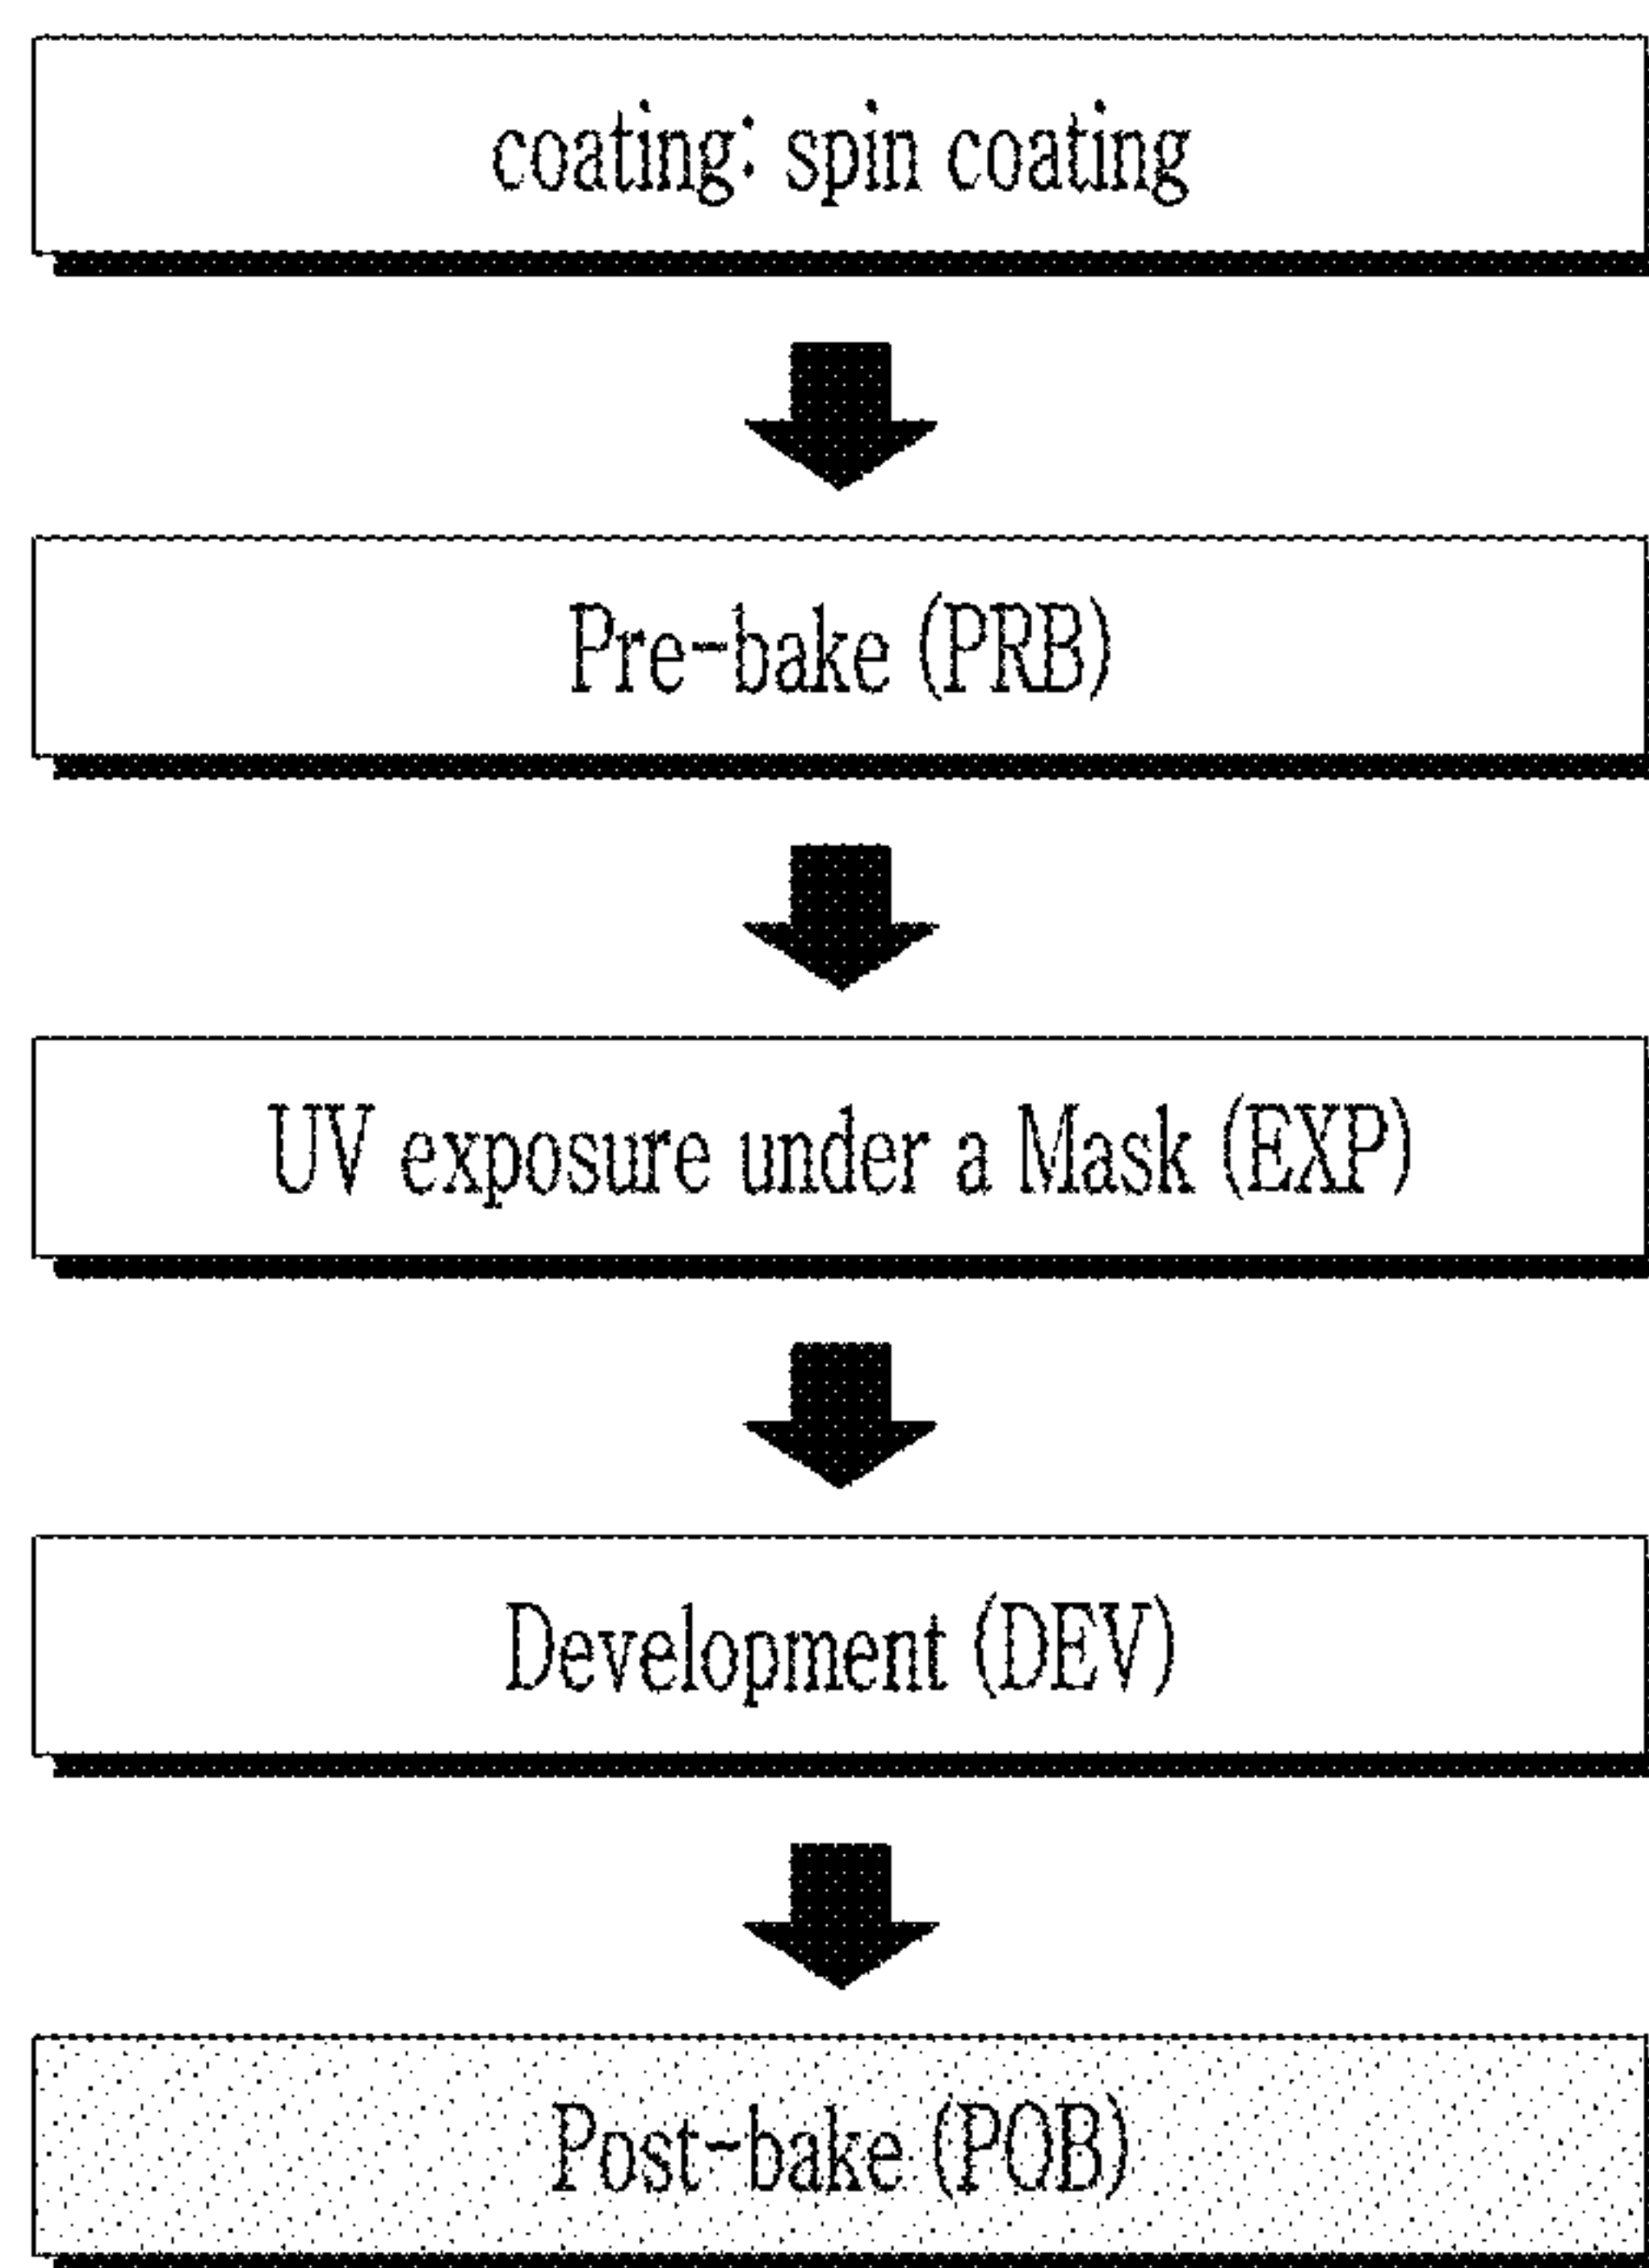 coating: spin coating
Pre-bake (PRB)
UV exposure under a Mask (EXP)
Development (DEV)
Post-bake (POB)